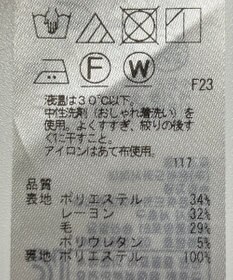 F W
F23
液温は30℃以下。
中性洗剤(おしゃれ着洗い)を
使用。よくすすぎ、絞りの後す
ぐに干すこと。
アイロンはあて布使用。
117
品質
表地 ポリエステル 34%
レーヨン 32%
毛 29%
ポリウレタン 5%
裏地 ポリエステル 100%